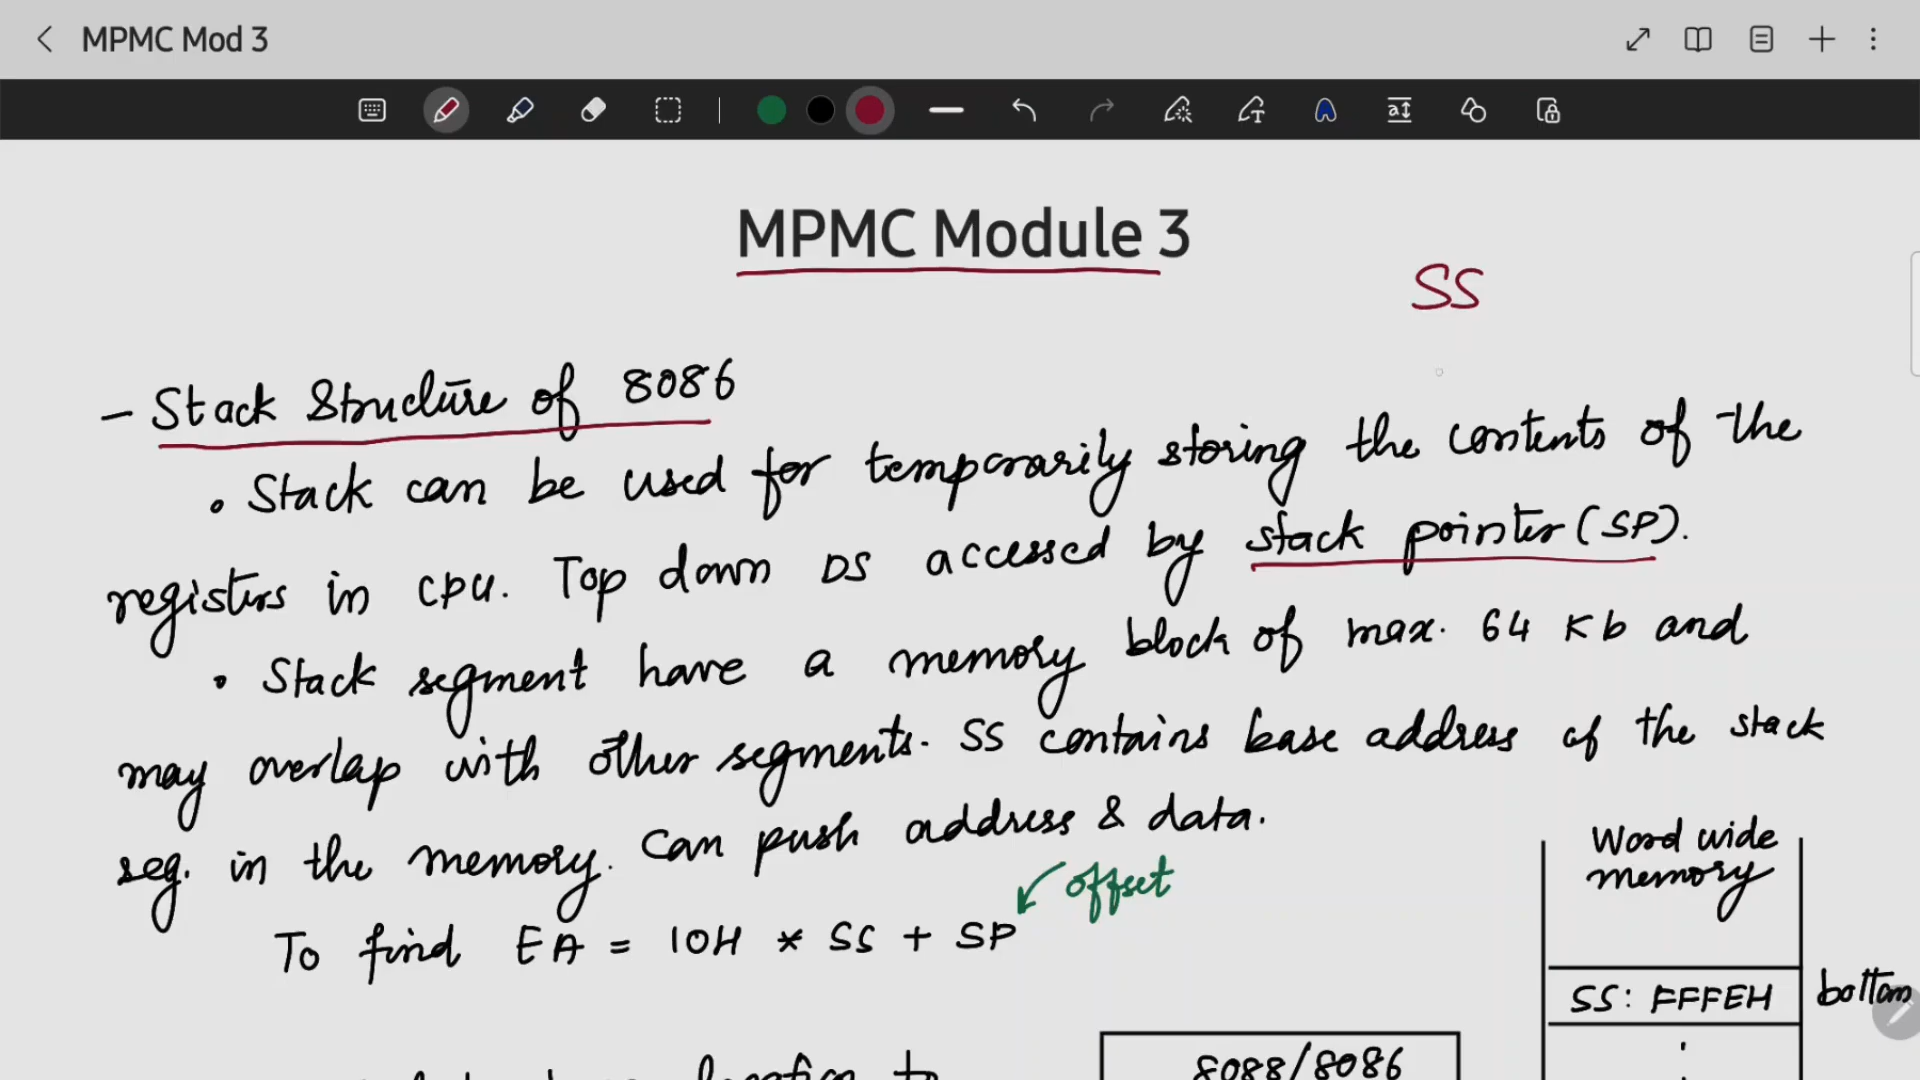 MPMC Mod 3
MPMC Module 3
SS
- Stack Structure of 8086
• Stack can be used for temporarily storing the contents of the
registers in CPU. Top down DS accessed by stack pointer (SP).
• Stack segment have a memory block of max. 64 Kb and
may overlap with other segments. SS contains base address of the stack
seg. in the memory. Can push address & data.
offset
To find EA = 10H * SS + SP
Word wide
memory
SS: FFFEH
bottom
8088/8086
location to